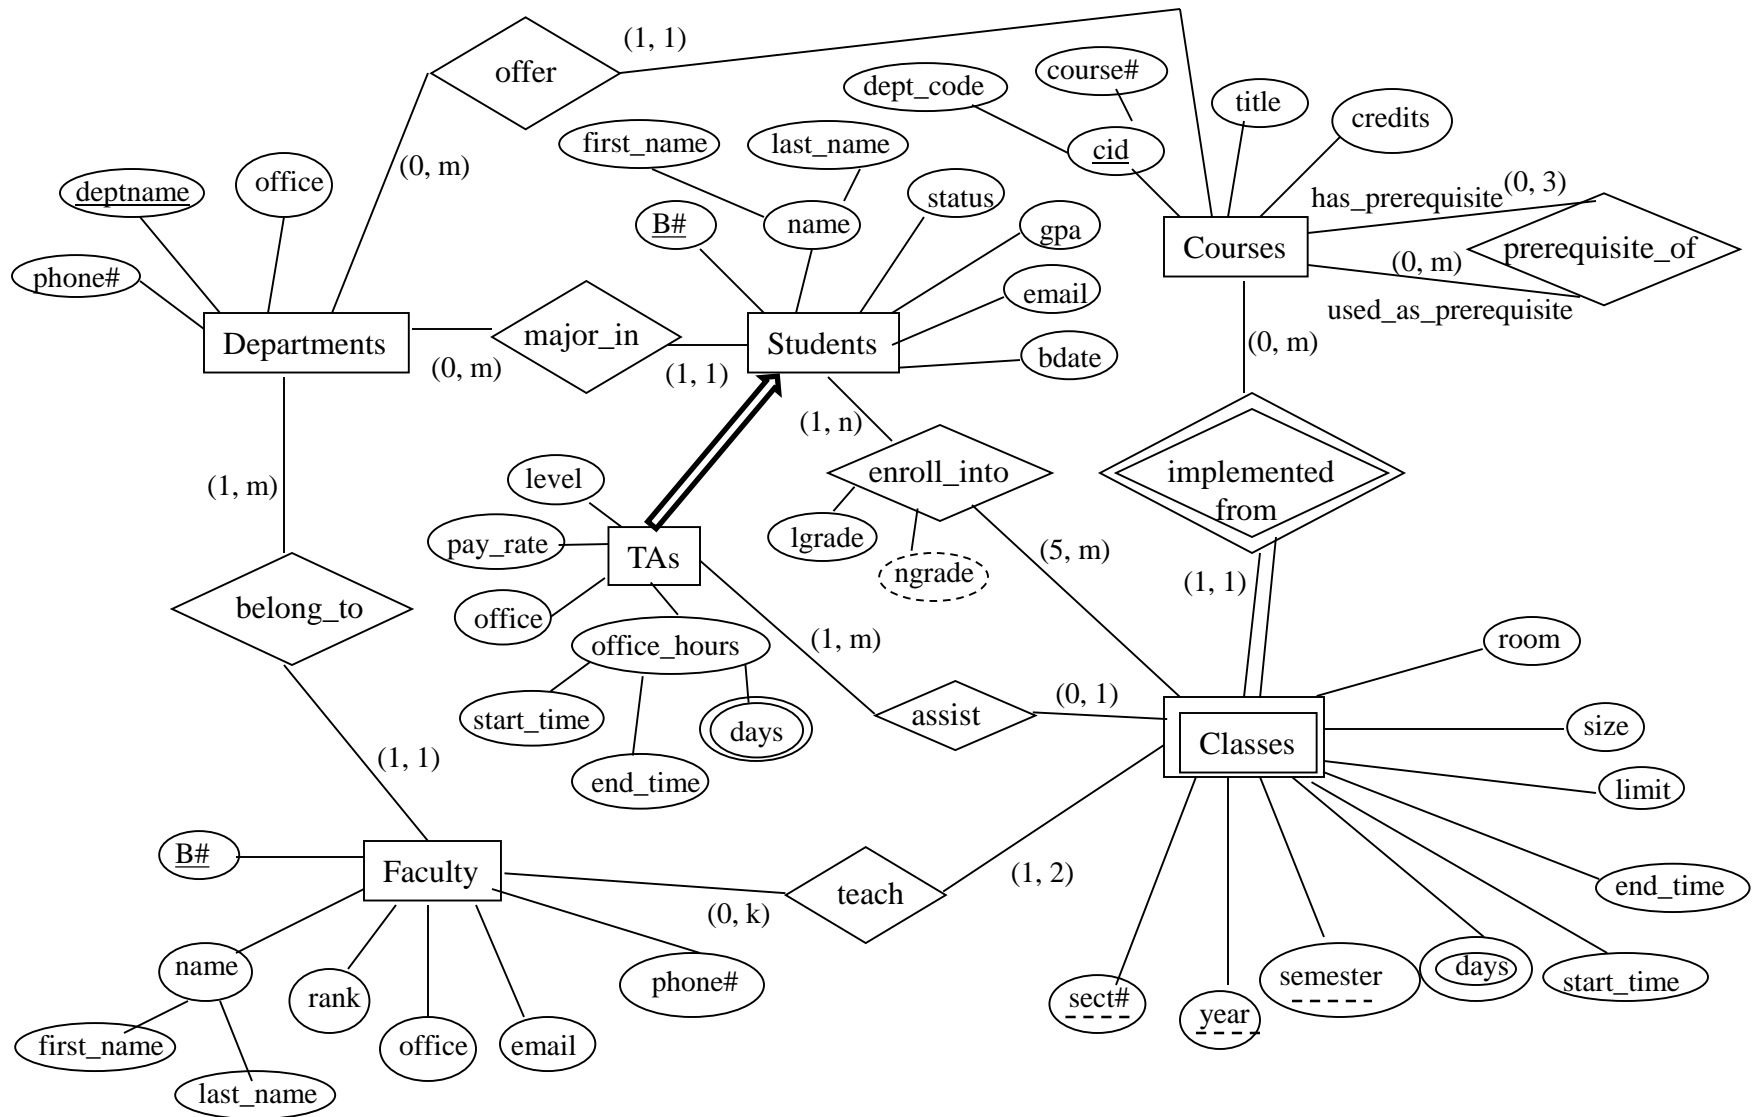 offer
(1, 1)
dept_code
course#
title
credits
first_name
last_name
cid
(0, m)
deptname
office
status
has_prerequisite
(0, 3)
B#
name
gpa
Courses
prerequisite_of
phone#
(0, m)
email
used_as_prerequisite
Departments
major_in
Students
(0, m)
bdate
(0, m)
(1, 1)
(1, n)
level
enroll_into
implemented
from
(1, m)
pay_rate
TAs
lgrade
(5, m)
ngrade
(1, 1)
belong_to
office
office_hours
(1, m)
room
start_time
days
assist
(0, 1)
size
Classes
(1, 1)
end_time
limit
B#
Faculty
teach
(1, 2)
end_time
(0, k)
name
rank
phone#
sect#
year
semester
days
start_time
first_name
office
email
last_name